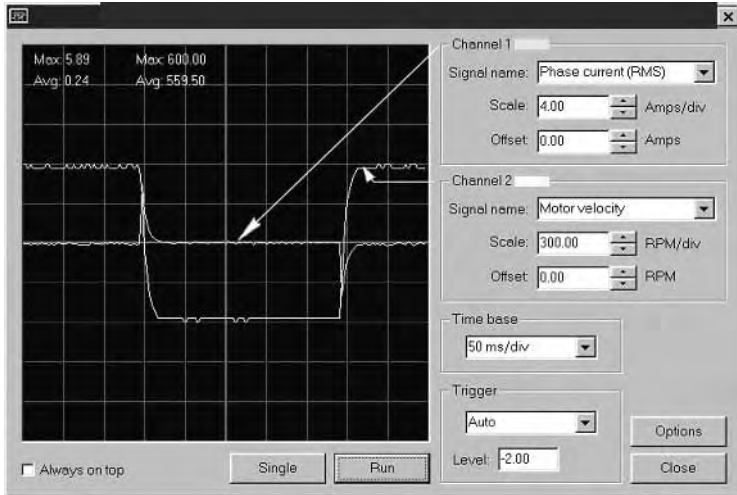 Max: 5.89 Max: 600.00
Avg: 0.24 Avg: 559.50
Channel 1
Signal name: Phase current (RMS)
Scale: 4.00 Amps/div
Offset: 0.00 Amps
Channel 2
Signal name: Motor velocity
Scale: 300.00 RPM/div
Offset: 0.00 RPM
Time base
50 ms/div
Trigger
Auto
Level: -2.00
Options
Close
Always on top
Single
Run